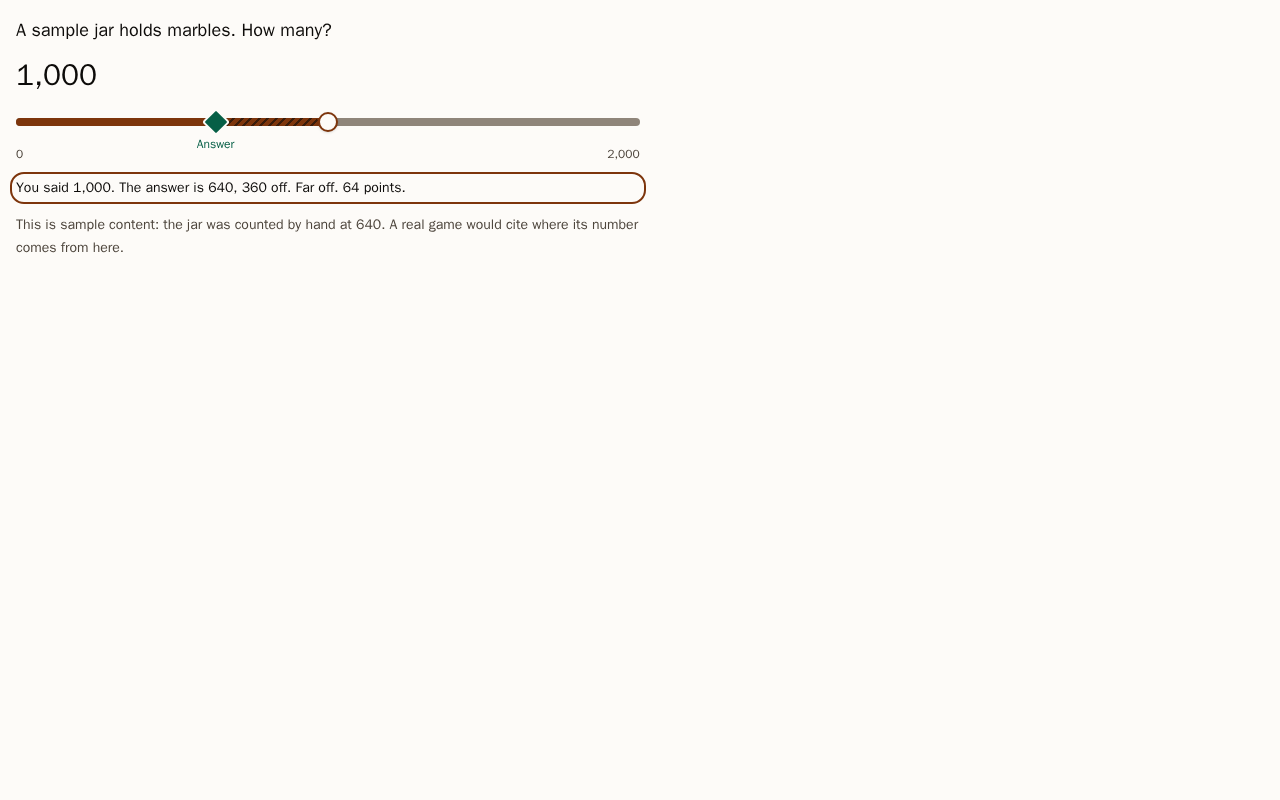 A sample jar holds marbles. How many?
1,000
Answer
0
2,000
You said 1,000. The answer is 640, 360 off. Far off. 64 points.
This is sample content: the jar was counted by hand at 640. A real game would cite where its number
comes from here.